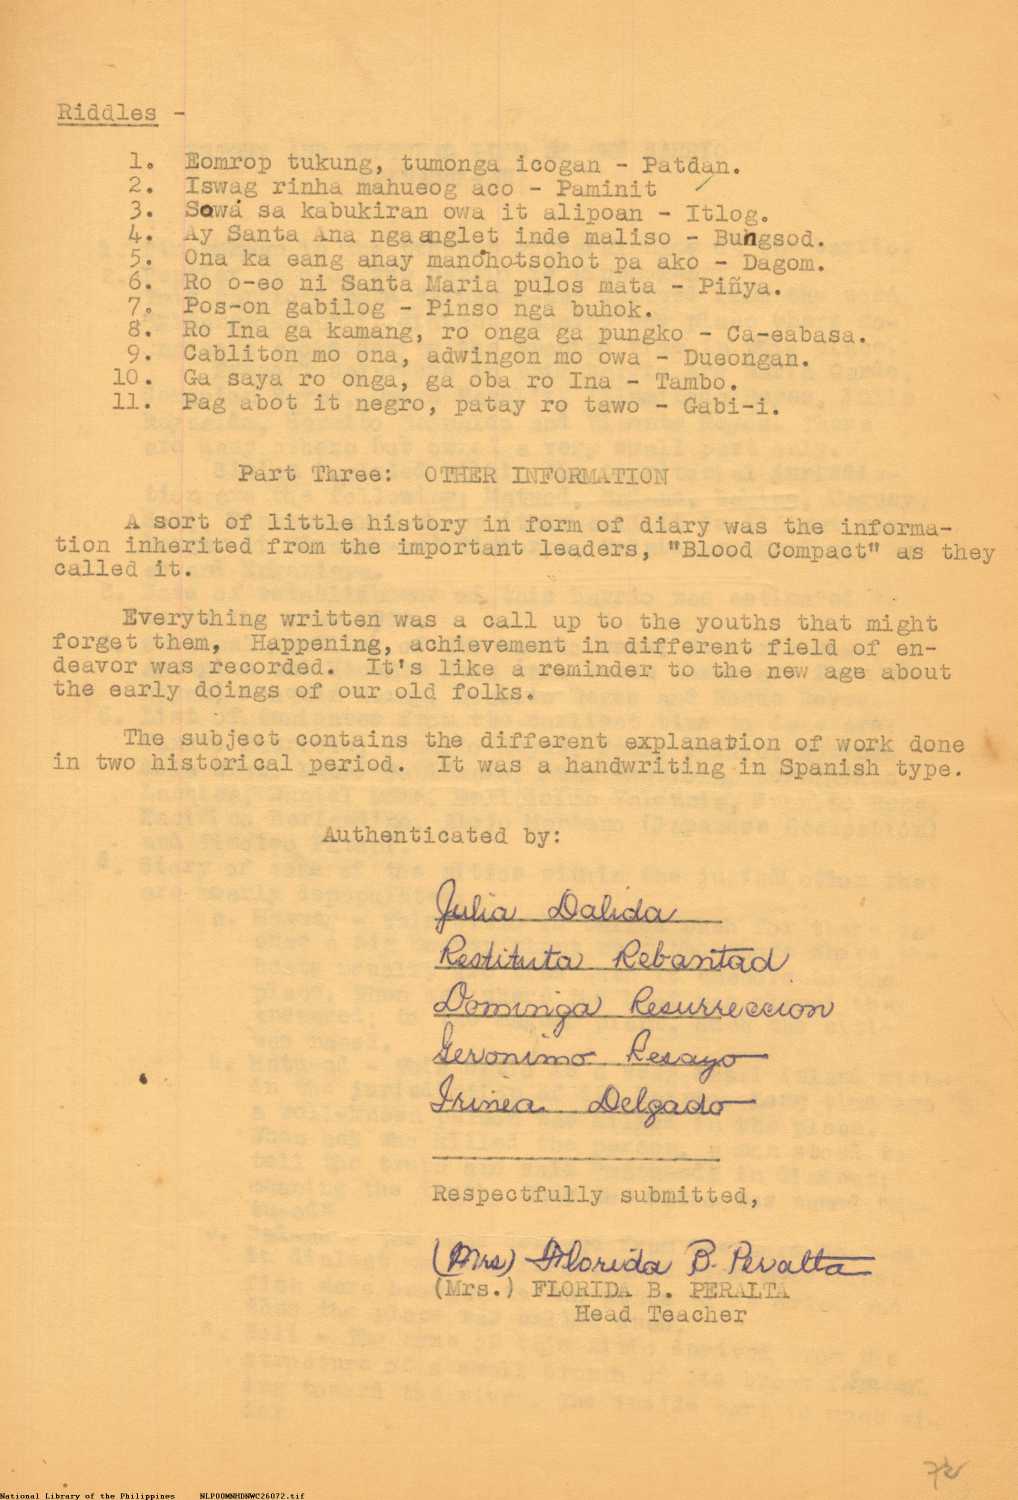 Riddles -
1. Eomrop tukung, tumonga icogan - Patdan.
2. Iswag rinha mahueog aco - Paminit
3. Sowá sa kabukiran owa it alipoan - Itlog.
4. Ay Santa Ana ngaanglet inde maliso - Bungsod.
5. Ona ka eang anay manohotsohot pa ako - Dagom.
6. Ro o-eo ni Santa Maria pulos mata - Piñya.
7. Pos-on gabilog - Pinso nga buhok.
8. Ro Ina ga kamang, ro onga ga pungko - Ca-eabasa.
9. Cabliton mo ona, adwingon mo owa - Dueongan.
10. Ga saya ro onga, ga oba ro Ina - Tambo.
11. Pag abot it negro, patay ro tawo - Gabi-i.
Part Three: OTHER INFORMATION
A sort of little history in form of diary was the informa-
tion inherited from the important leaders, "Blood Compact" as they
called it.
Everything written was a call up to the youths that might
forget them, Happening, achievement in different field of en-
deavor was recorded. It's like a reminder to the new age about
the early doings of our old folks.
The subject contains the different explanation of work done
in two historical period. It was a handwriting in Spanish type.
Authenticated by:
Julia Dalida
Restituta Rebantad
Dominga Resurreccion
Geronimo Resayo
Irinea Delgado
Respectfully submitted,
(Mrs) Florida B. Peralta
(Mrs.) FLORIDA B. PERALTA
Head Teacher
72
National Library of the Philippines NLPOOMNHDNWC26072.tif